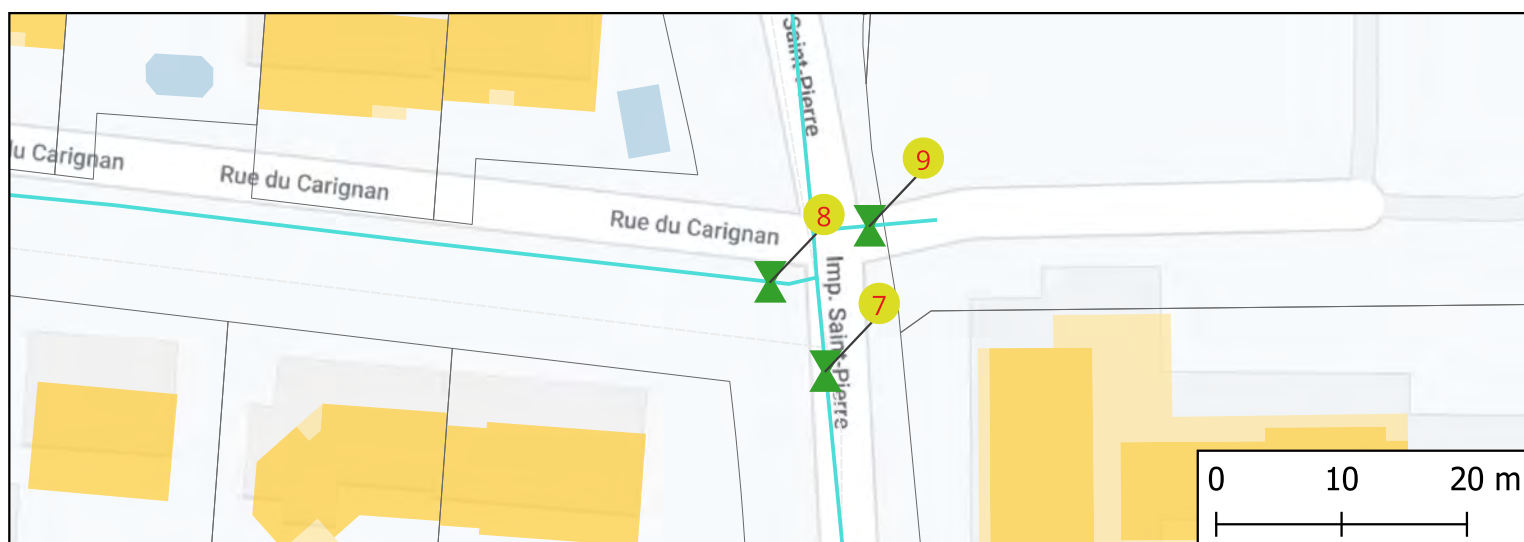 Saint-Pierre
9
du Carignan
Rue du Carignan
8
Rue du Carignan
Imp. Saint-Pierre
7
0 10 20 m